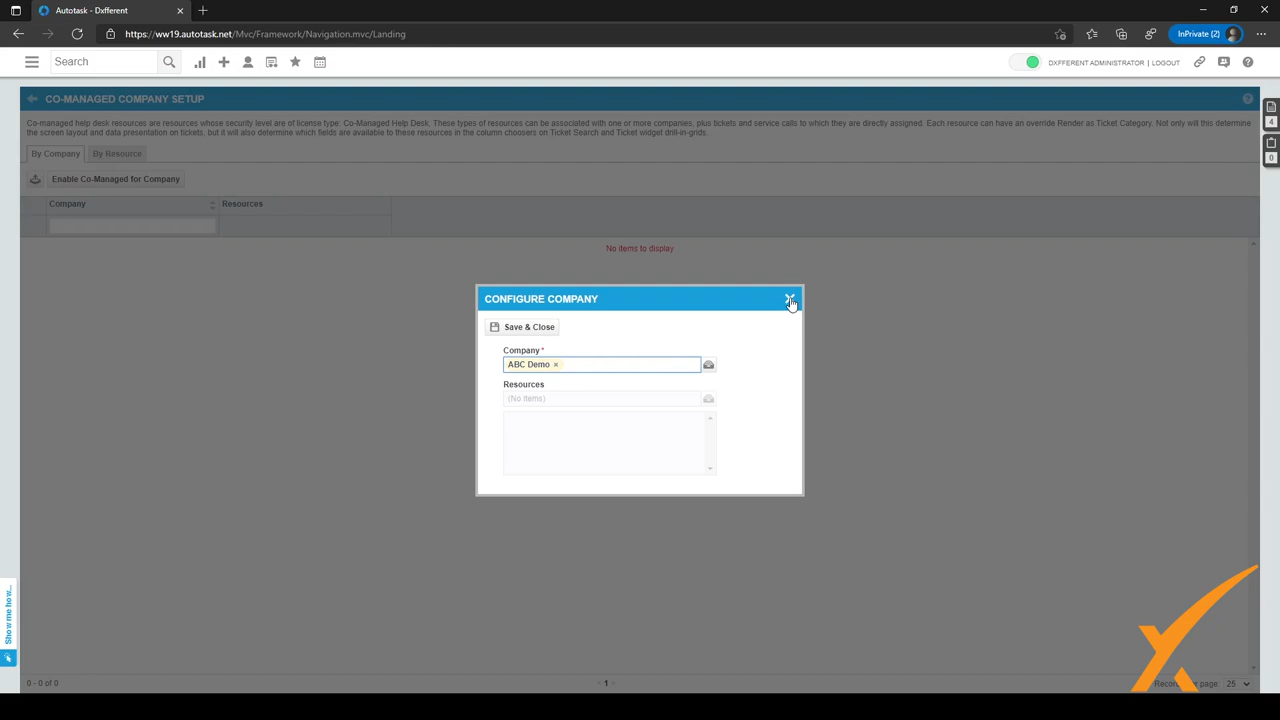 Autotask - Dxfferent
https://ww19.autotask.net/Mvc/Framework/Navigation.mvc/Landing
InPrivate (2)
Search
DXFFERENT ADMINISTRATOR | LOGOUT
CO-MANAGED COMPANY SETUP
Co-managed help desk resources are resources whose security level are of license type: Co-Managed Help Desk. These types of resources can be associated with one or more companies, plus tickets and service calls to which they are directly assigned. Each resource can have an override Render as Ticket Category. Not only will this determine
the screen layout and data presentation on tickets, but it will also determine which fields are available to these resources in the column choosers on Ticket Search and Ticket widget drill-in-grids.
4
0
By Company
By Resource
Enable Co-Managed for Company
Company
Resources
No items to display
CONFIGURE COMPANY
Save & Close
Company*
ABC Demo ×
Resources
(No Items)
Show me how...
0 - 0 of 0
1
per page: 25